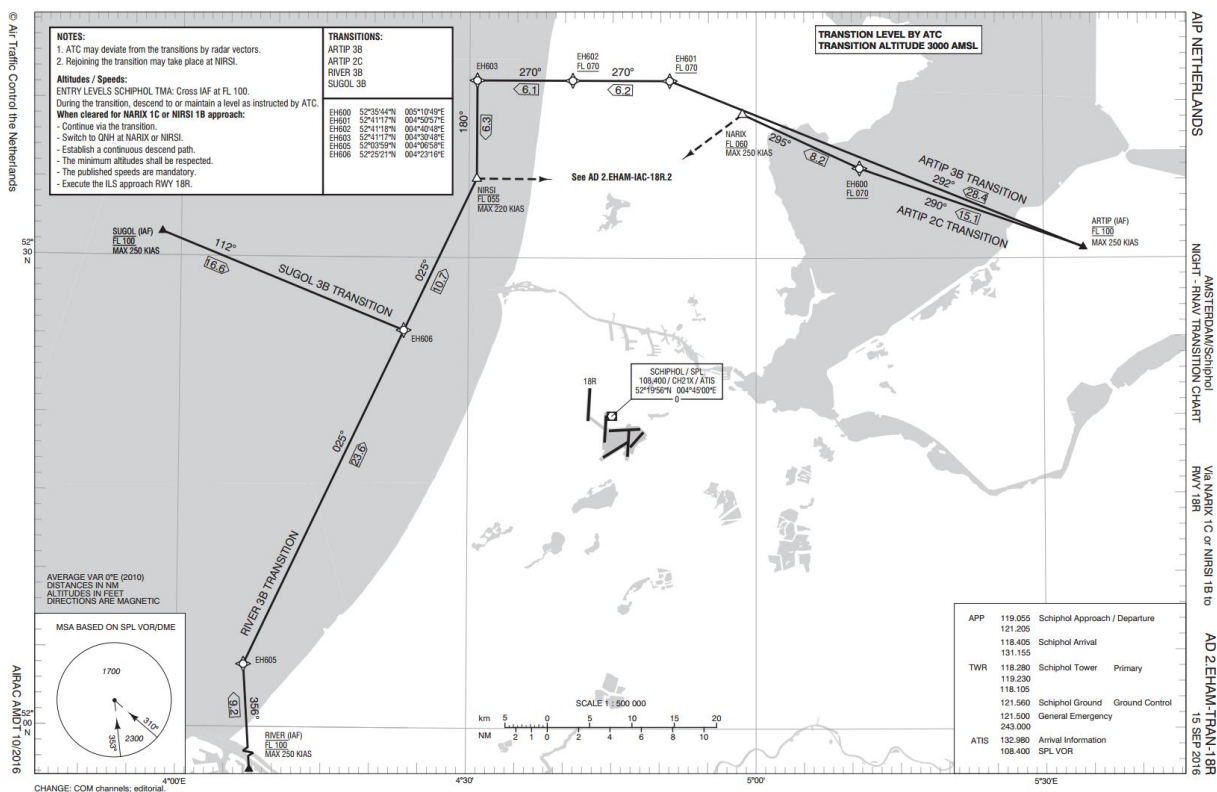 © Air Traffic Control the Netherlands
AIP NETHERLANDS
AMSTERDAM/Schiphol
NIGHT - RNAV TRANSITION CHART
Via NARIX 1C or NIRSI 1B to
RWY 18R
AD 2.EHAM-TRAN-18R
15 SEP 2016
NOTES:
1. ATC may deviate from the transitions by radar vectors.
2. Rejoining the transition may take place at NIRSI.
Altitudes / Speeds:
ENTRY LEVELS SCHIPHOL TMA: Cross IAF at FL 100.
During the transition, descend to or maintain a level as instructed by ATC.
When cleared for NARIX 1C or NIRSI 1B approach:
- Continue via the transition.
- Switch to QNH at NARIX or NIRSI.
- Establish a continuous descend path.
- The minimum altitudes shall be respected.
- The published speeds are mandatory.
- Execute the ILS approach RWY 18R.
TRANSITIONS:
ARTIP 3B
ARTIP 2C
RIVER 3B
SUGOL 3B
EH600 52°35'44"N 005°10'49"E
EH601 52°41'17"N 004°50'57"E
EH602 52°41'18"N 004°40'48"E
EH603 52°41'17"N 004°30'48"E
EH605 52°03'59"N 004°06'58"E
EH606 52°25'21"N 004°23'16"E
TRANSTION LEVEL BY ATC
TRANSITION ALTITUDE 3000 AMSL
EH603
270°
6.1
EH602
FL 070
270°
6.2
EH601
FL 070
180°
6.3
NARIX
FL 060
MAX 250 KIAS
295°
8.2
EH600
FL 070
ARTIP 3B TRANSITION
292°
28.4
290°
15.1
ARTIP 2C TRANSITION
ARTIP (IAF)
FL 100
MAX 250 KIAS
See AD 2.EHAM-IAC-18R.2
NIRSI
FL 055
MAX 220 KIAS
SUGOL (IAF)
FL 100
MAX 250 KIAS
112°
16.6
SUGOL 3B TRANSITION
025°
10.7
EH606
52°
30
N
SCHIPHOL / SPL
108.400 / CH21X / ATIS
52°19'56"N 004°45'00"E
0
18R
025°
23.6
RIVER 3B TRANSITION
EH605
356°
9.2
RIVER (IAF)
FL 100
MAX 250 KIAS
AVERAGE VAR 0°E (2010)
DISTANCES IN NM
ALTITUDES IN FEET
DIRECTIONS ARE MAGNETIC
MSA BASED ON SPL VOR/DME
1700
2300
310°
353°
52°
00
N
SCALE 1 : 500 000
km 5 0 5 10 15 20
NM 2 1 0 2 4 6 8 10
APP 119.055 Schiphol Approach / Departure
121.205
118.405 Schiphol Arrival
131.155
TWR 118.280 Schiphol Tower Primary
119.230
118.105
121.560 Schiphol Ground Ground Control
121.500 General Emergency
243.000
ATIS 132.980 Arrival Information
108.400 SPL VOR
4°00'E
4°30'
5°00'
5°30'E
AIRAC AMDT 10/2016
CHANGE: COM channels; editorial.